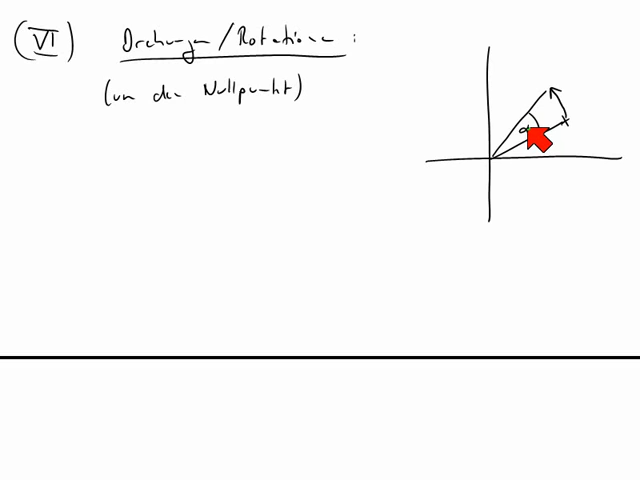 (VI) Drehungen/Rotationen:
(um den Nullpunkt)
α